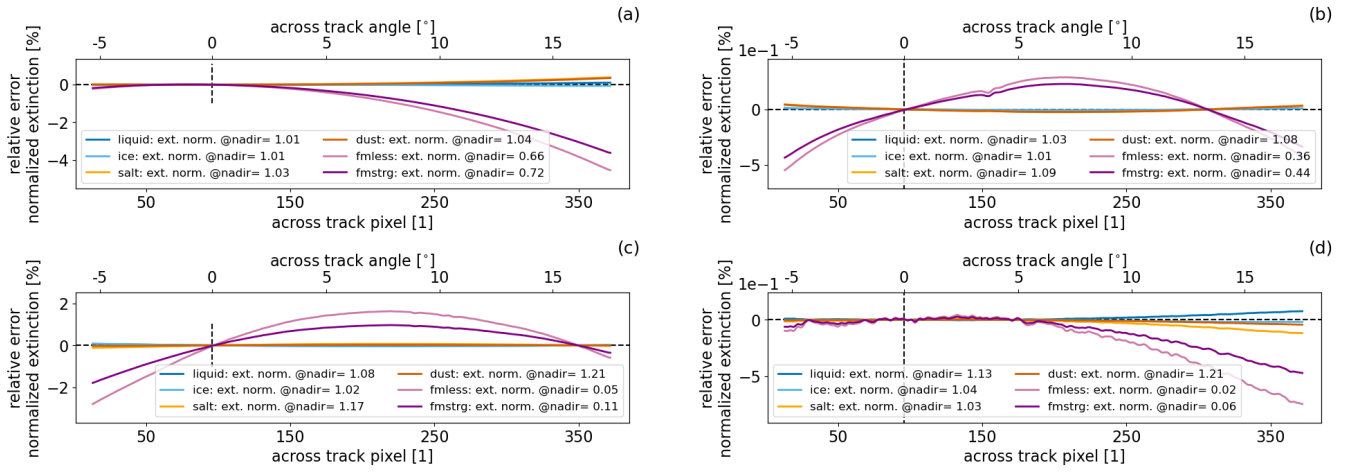 (a)
across track angle [°]
-5 0 5 10 15
relative error
normalized extinction [%]
0
−2
−4
liquid: ext. norm. @nadir= 1.01
ice: ext. norm. @nadir= 1.01
salt: ext. norm. @nadir= 1.03
dust: ext. norm. @nadir= 1.04
fmless: ext. norm. @nadir= 0.66
fmstrg: ext. norm. @nadir= 0.72
50 150 250 350
across track pixel [1]
(b)
across track angle [°]
-5 0 5 10 15
1e−1
relative error
normalized extinction [%]
0
−5
liquid: ext. norm. @nadir= 1.03
ice: ext. norm. @nadir= 1.01
salt: ext. norm. @nadir= 1.09
dust: ext. norm. @nadir= 1.08
fmless: ext. norm. @nadir= 0.36
fmstrg: ext. norm. @nadir= 0.44
50 150 250 350
across track pixel [1]
(c)
across track angle [°]
-5 0 5 10 15
relative error
normalized extinction [%]
2
0
−2
liquid: ext. norm. @nadir= 1.08
ice: ext. norm. @nadir= 1.02
salt: ext. norm. @nadir= 1.17
dust: ext. norm. @nadir= 1.21
fmless: ext. norm. @nadir= 0.05
fmstrg: ext. norm. @nadir= 0.11
50 150 250 350
across track pixel [1]
(d)
across track angle [°]
-5 0 5 10 15
1e−1
relative error
normalized extinction [%]
0
−5
liquid: ext. norm. @nadir= 1.13
ice: ext. norm. @nadir= 1.04
salt: ext. norm. @nadir= 1.03
dust: ext. norm. @nadir= 1.21
fmless: ext. norm. @nadir= 0.02
fmstrg: ext. norm. @nadir= 0.06
50 150 250 350
across track pixel [1]